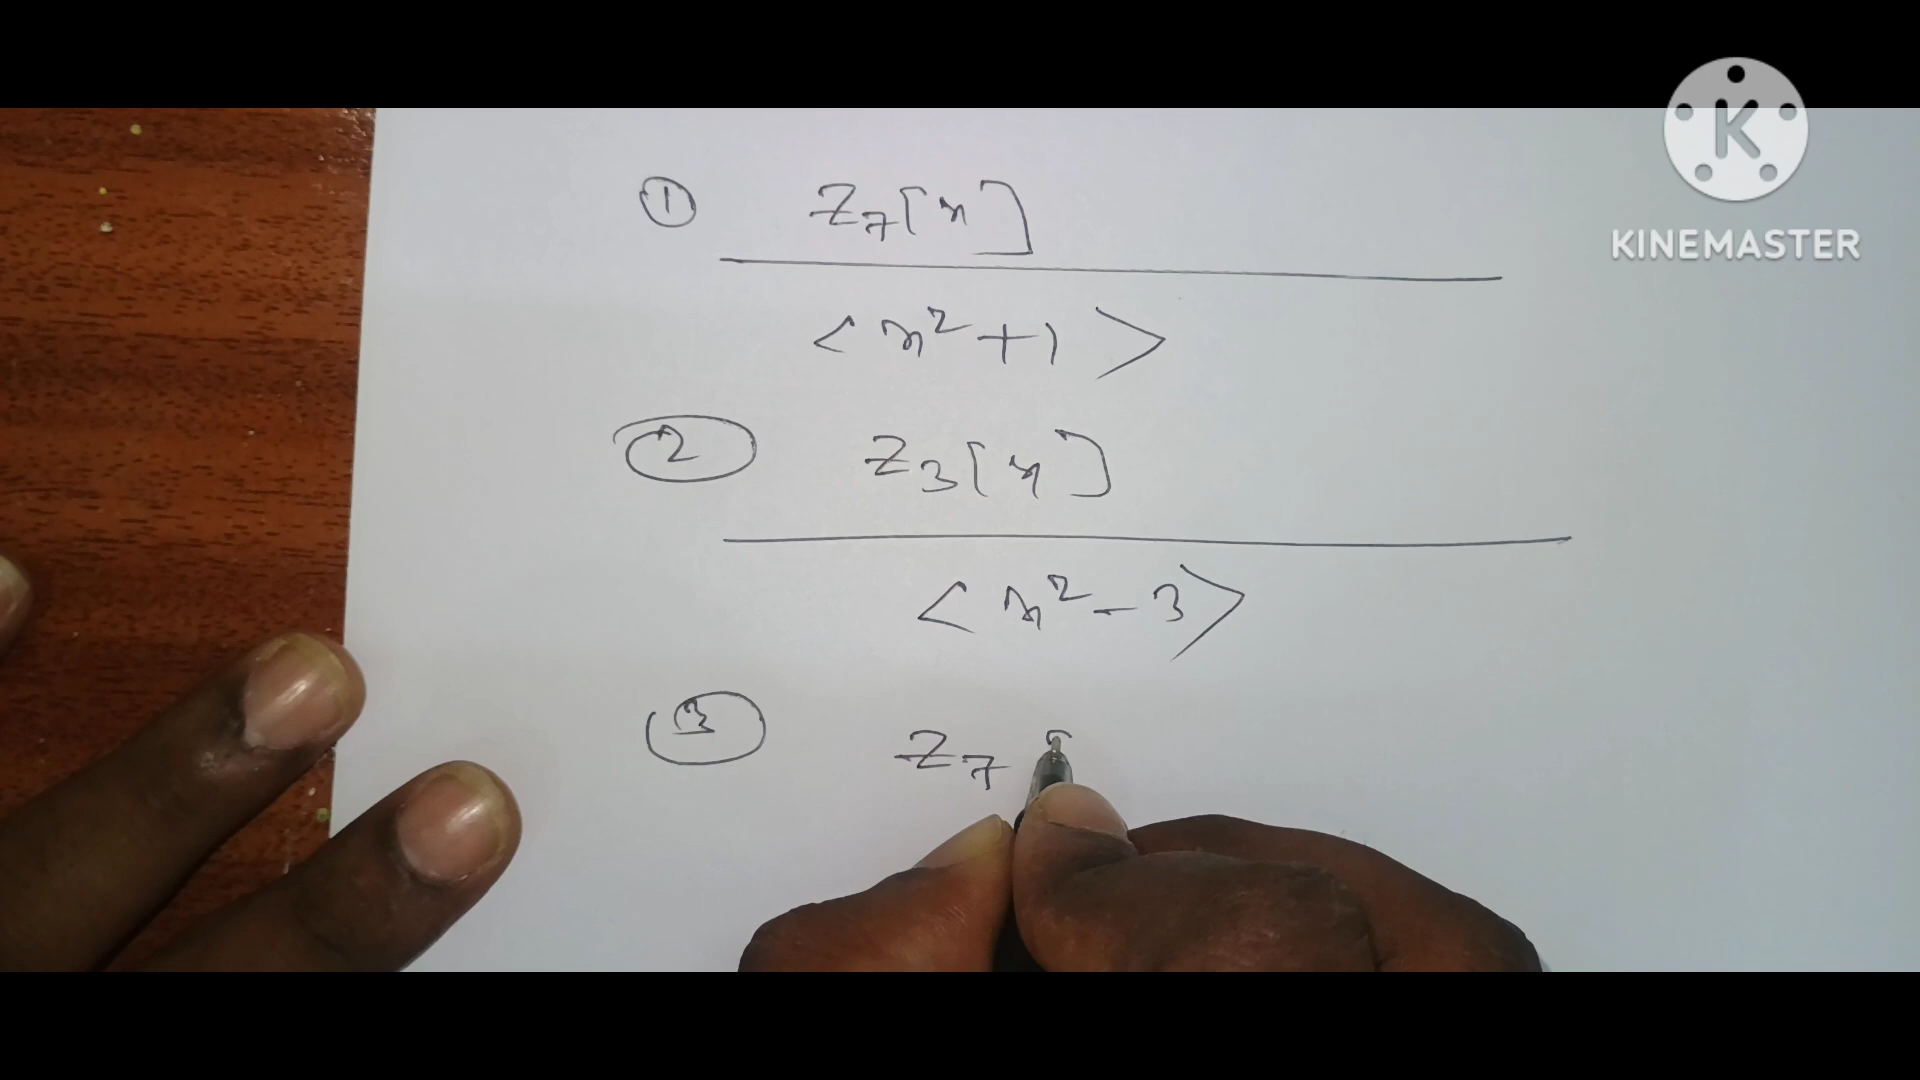 ① Z₇[x]
< x² + 1 >
② Z₃[x]
< x² - 3 >
③ Z₇ [
KINEMASTER